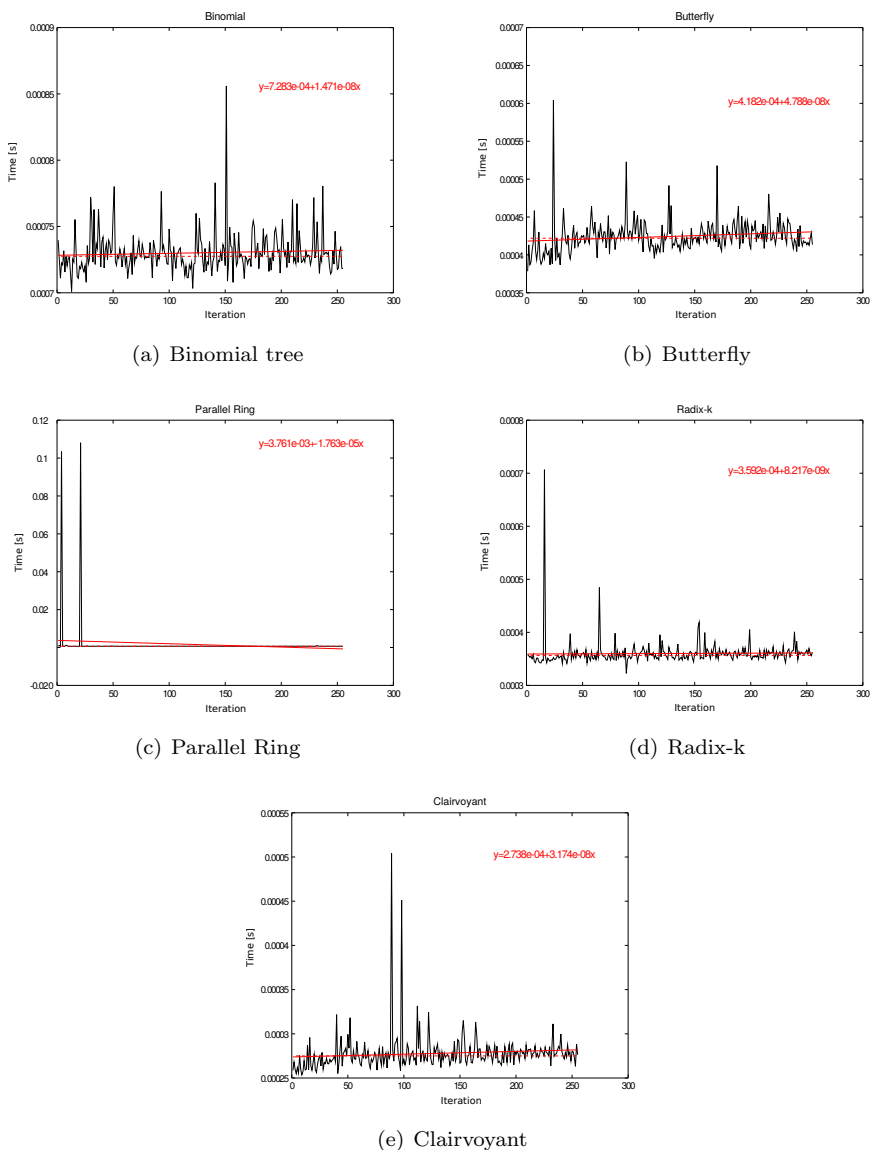 Binomial
0.0009
0.00085
0.0008
0.00075
0.0007
0
50
100
150
200
250
300
Time [s]
Iteration
y=7.283e-04+1.471e-08x
(a) Binomial tree
Butterfly
0.0007
0.00065
0.0006
0.00055
0.0005
0.00045
0.0004
0.00035
0
50
100
150
200
250
300
Time [s]
Iteration
y=4.182e-04+4.788e-08x
(b) Butterfly
Parallel Ring
0.12
0.1
0.08
0.06
0.04
0.02
0
-0.020
50
100
150
200
250
300
Time [s]
Iteration
y=3.761e-03+-1.763e-05x
(c) Parallel Ring
Radix-k
0.0008
0.0007
0.0006
0.0005
0.0004
0.0003
0
50
100
150
200
250
300
Time [s]
Iteration
y=3.592e-04+8.217e-09x
(d) Radix-k
Clairvoyant
0.00055
0.0005
0.00045
0.0004
0.00035
0.0003
0.00025
0
50
100
150
200
250
300
Time [s]
Iteration
y=2.738e-04+3.174e-08x
(e) Clairvoyant